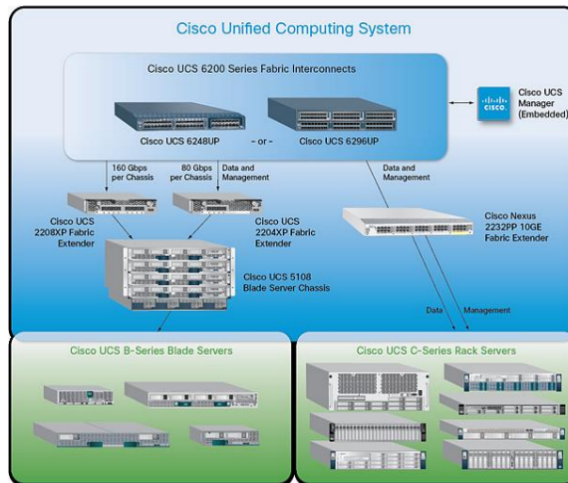 Cisco Unified Computing System
Cisco UCS 6200 Series Fabric Interconnects
Cisco UCS 6248UP
- or -
Cisco UCS 6296UP
CISCO
Cisco UCS
Manager
(Embedded)
160 Gbps
per Chassis
80 Gbps
per Chassis
Data and
Management
Data and
Management
Cisco UCS
2208XP Fabric
Extender
Cisco UCS
2204XP Fabric
Extender
Cisco Nexus
2232PP 10GE
Fabric Extender
Cisco UCS 5108
Blade Server Chassis
Data
Management
Cisco UCS B-Series Blade Servers
Cisco UCS C-Series Rack Servers